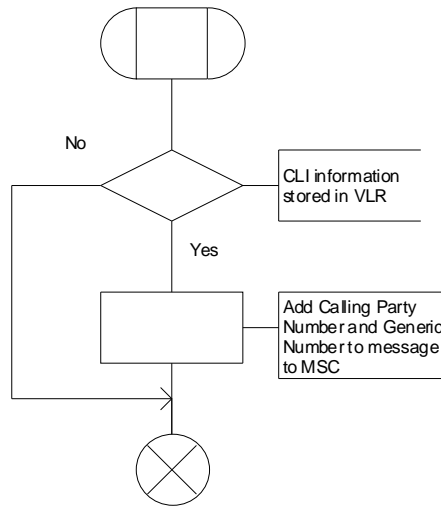 No
CLI information
stored in VLR
Yes
Add Calling Party
Number and Generic
Number to message
to MSC